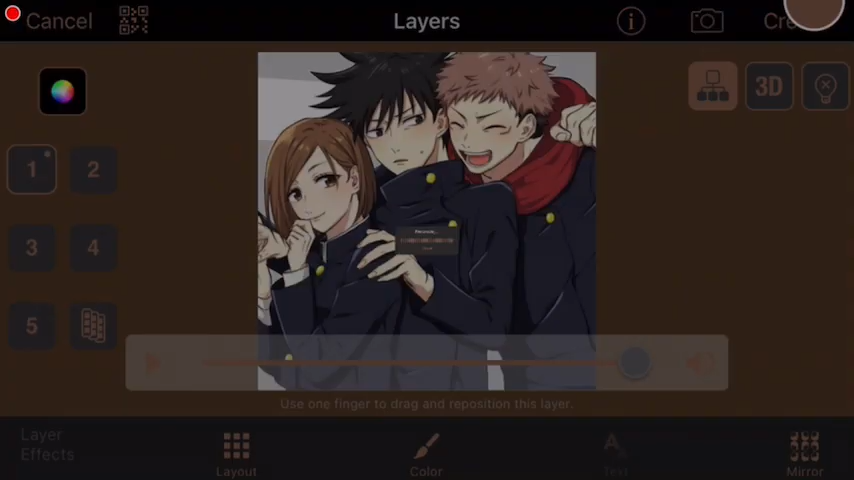 Cancel
Layers
i
Cre
3D
1
2
3
4
5
Use one finger to drag and reposition this layer.
Layer
Effects
Layout
Color
Text
Mirror